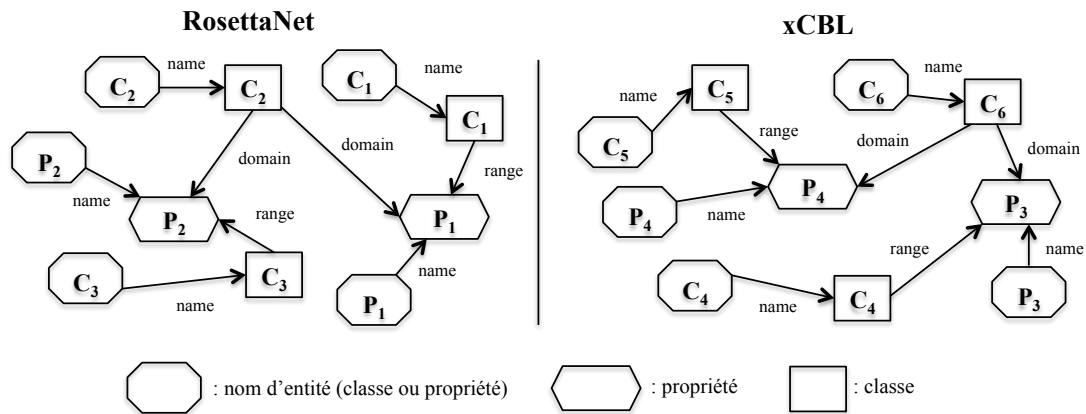 RosettaNet
xCBL
name
C2
C2
name
C1
C1
domain
domain
range
P2
name
P2
range
P1
C3
name
C3
name
P1
name
C5
C5
name
C6
C6
range
domain
domain
P4
name
P4
P3
range
name
C4
name
C4
P3
: nom d'entité (classe ou propriété)
: propriété
: classe